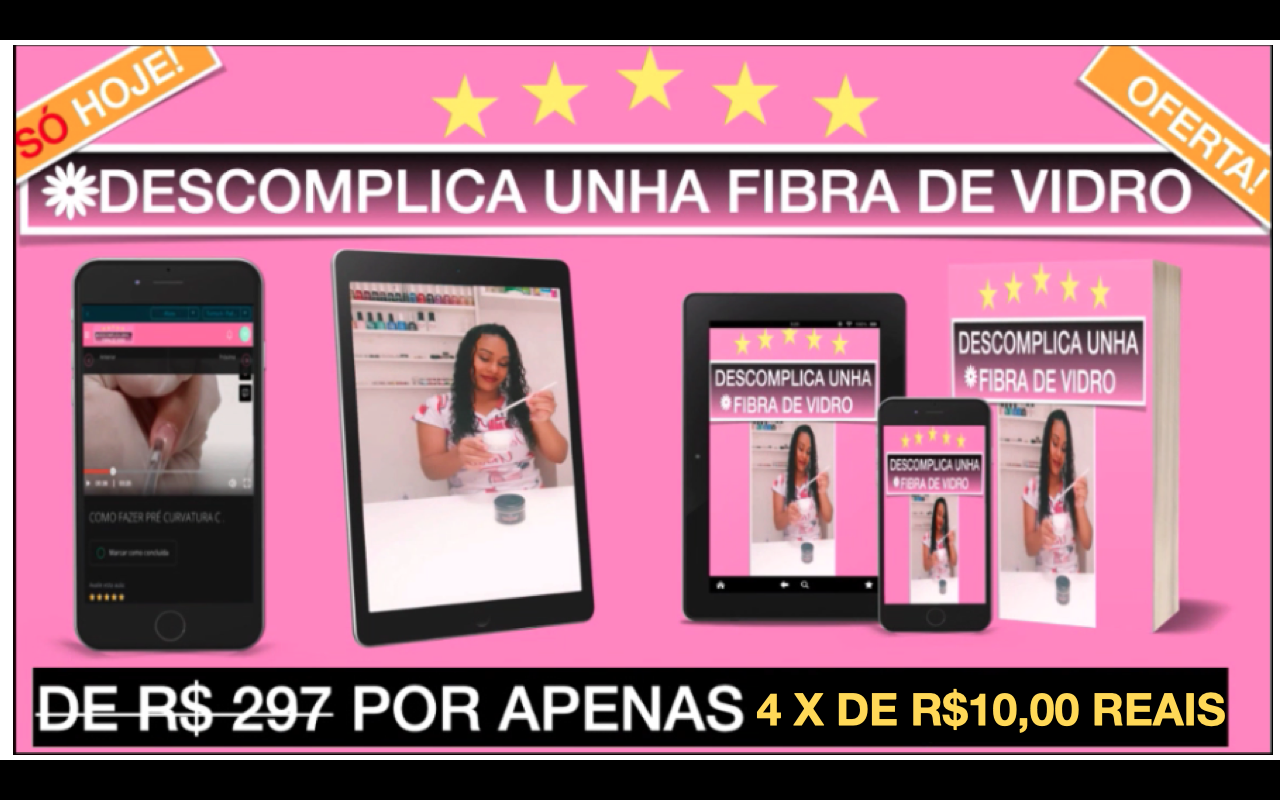 SÓ HOJE!
OFERTA!
DESCOMPLICA UNHA FIBRA DE VIDRO
COMO FAZER PRÉ CURVATURA C..
Marcar como concluída
DESCOMPLICA UNHA
FIBRA DE VIDRO
DESCOMPLICA UNHA
FIBRA DE VIDRO
DESCOMPLICA UNHA
FIBRA DE VIDRO
DE R$ 297 POR APENAS 4 X DE R$10,00 REAIS